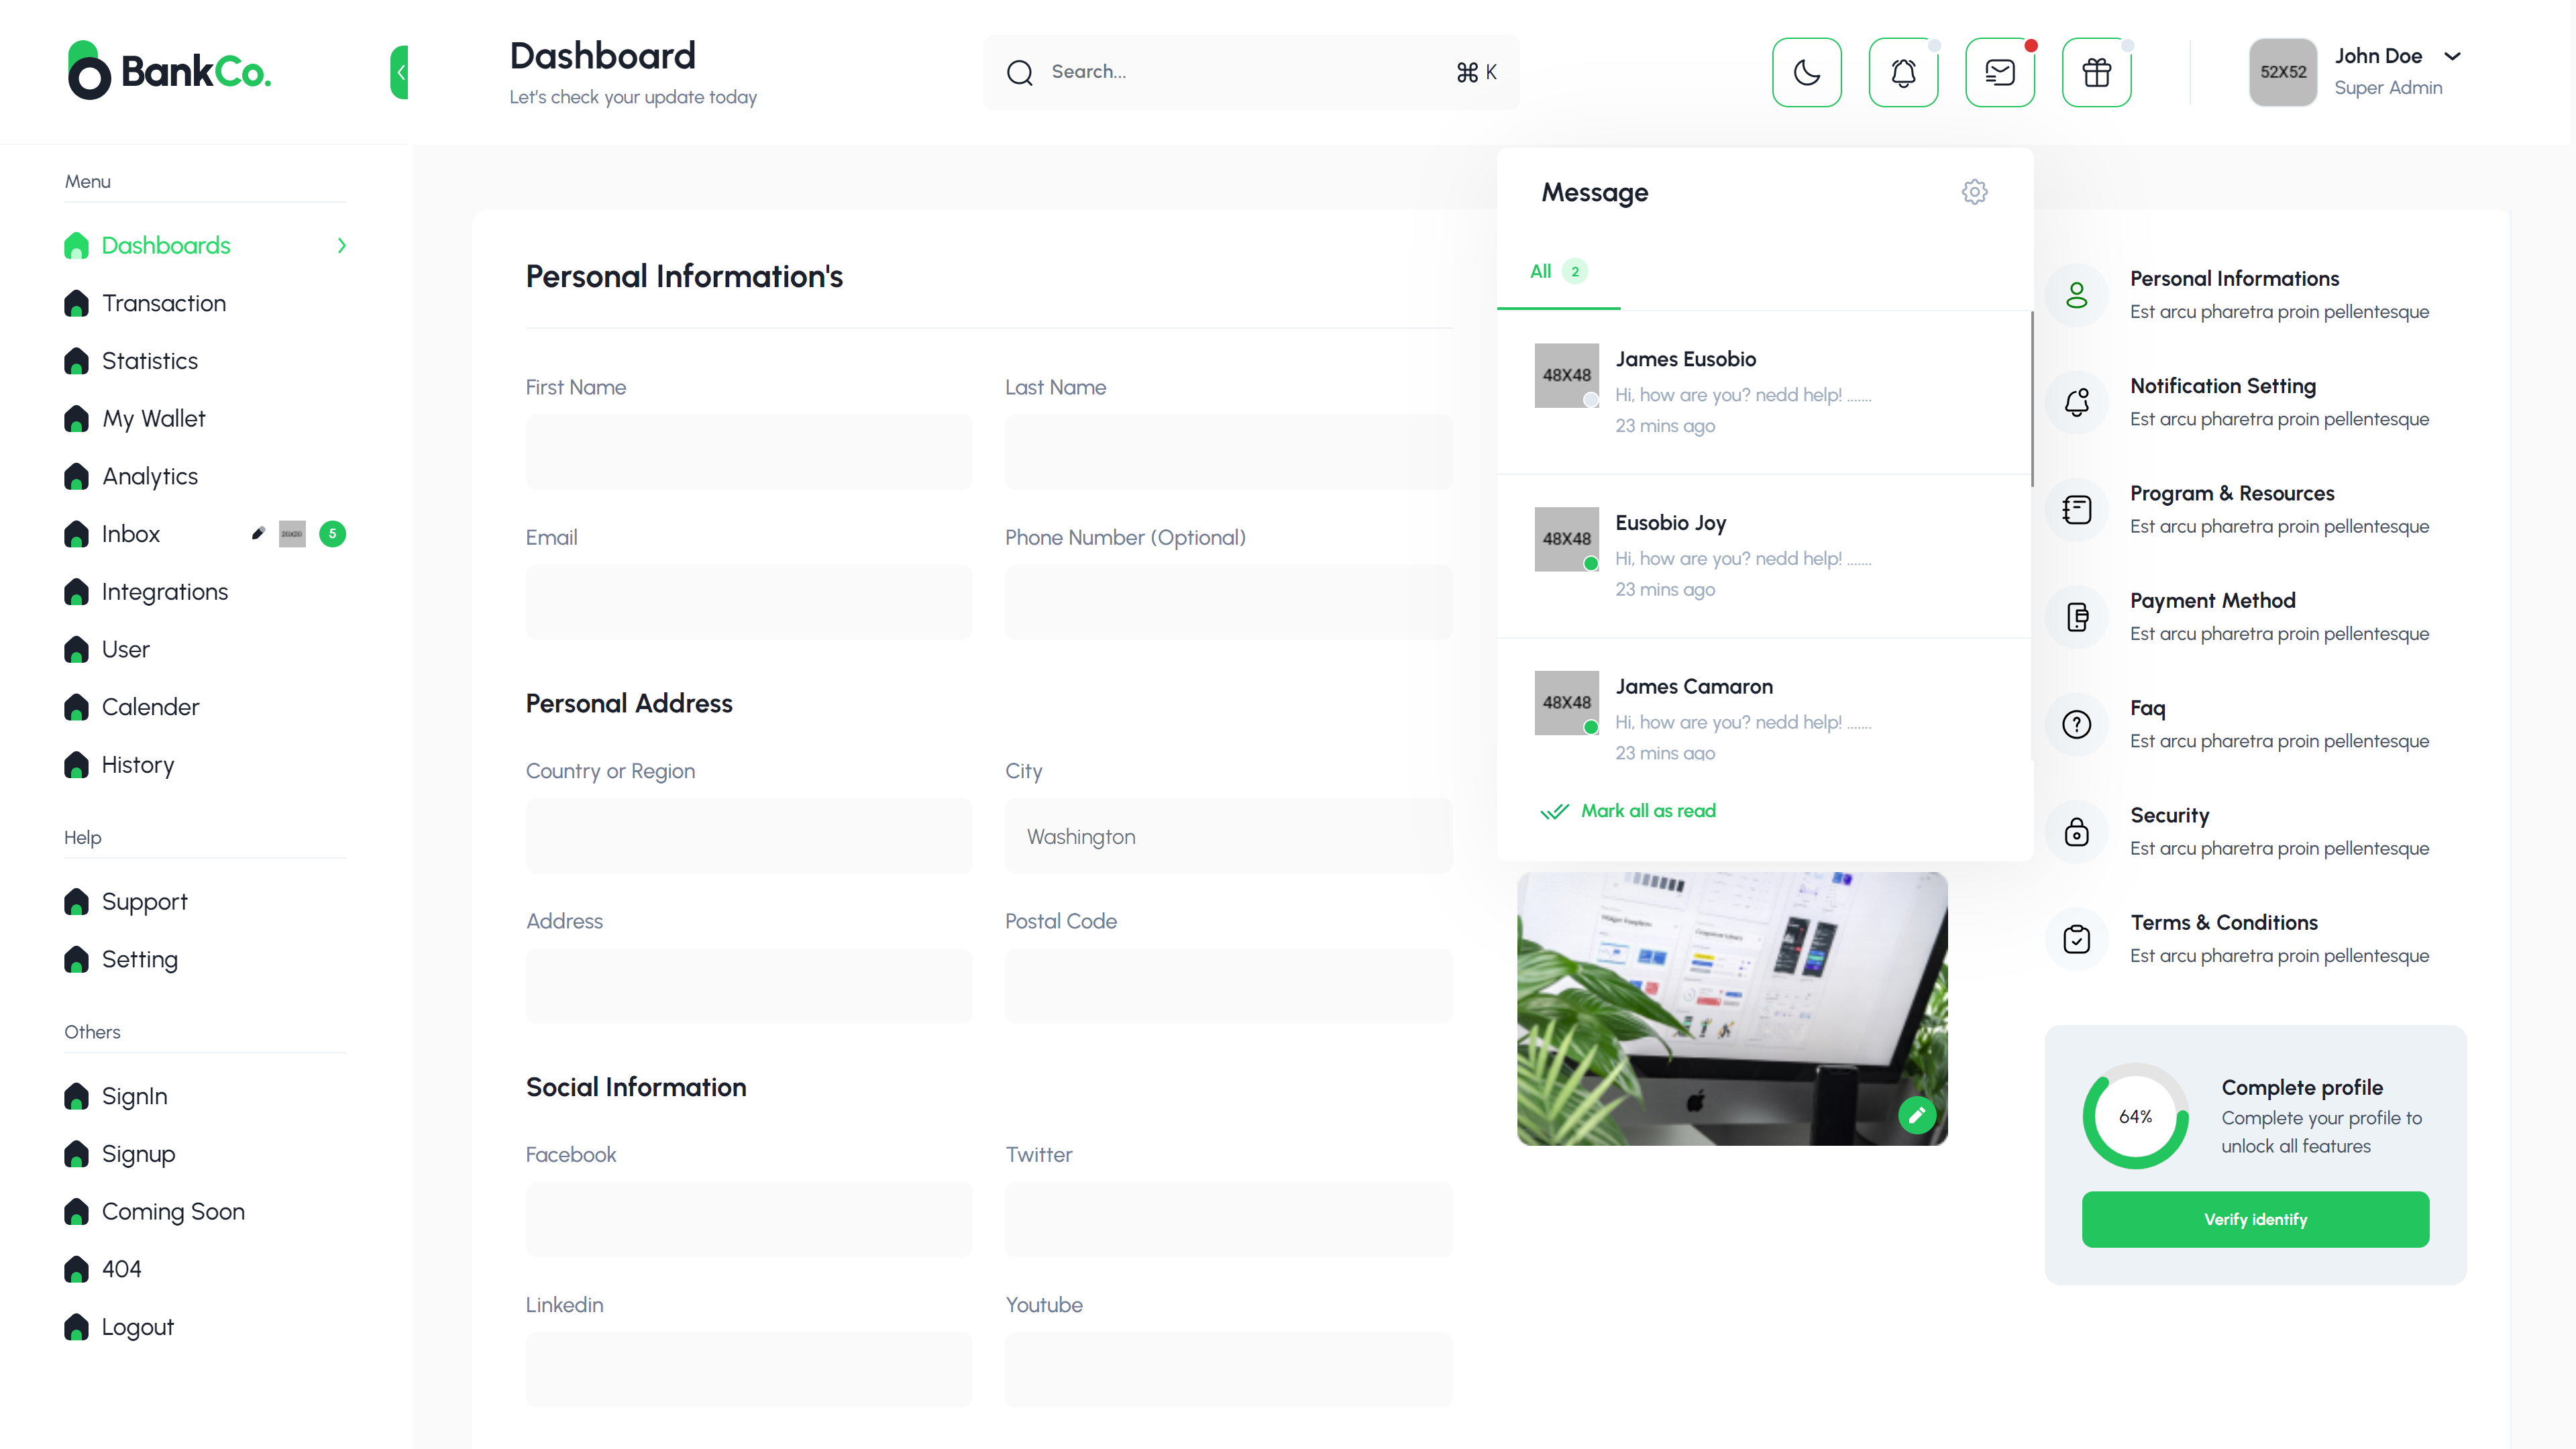 BankCo.
Dashboard
Let's check your update today
Search...
⌘ K
52X52
John Doe
Super Admin
Menu
Dashboards
Transaction
Statistics
My Wallet
Analytics
Inbox
20X20
5
Integrations
User
Calender
History
Help
Support
Setting
Others
SignIn
Signup
Coming Soon
404
Logout
Personal Information's
First Name
Last Name
Email
Phone Number (Optional)
Personal Address
Country or Region
City
Washington
Address
Postal Code
Social Information
Facebook
Twitter
Linkedin
Youtube
Message
All 2
48X48
James Eusobio
Hi, how are you? nedd help! .......
23 mins ago
48X48
Eusobio Joy
Hi, how are you? nedd help! .......
23 mins ago
48X48
James Camaron
Hi, how are you? nedd help! .......
23 mins ago
Mark all as read
Personal Informations
Est arcu pharetra proin pellentesque
Notification Setting
Est arcu pharetra proin pellentesque
Program & Resources
Est arcu pharetra proin pellentesque
Payment Method
Est arcu pharetra proin pellentesque
Faq
Est arcu pharetra proin pellentesque
Security
Est arcu pharetra proin pellentesque
Terms & Conditions
Est arcu pharetra proin pellentesque
64%
Complete profile
Complete your profile to
unlock all features
Verify identify